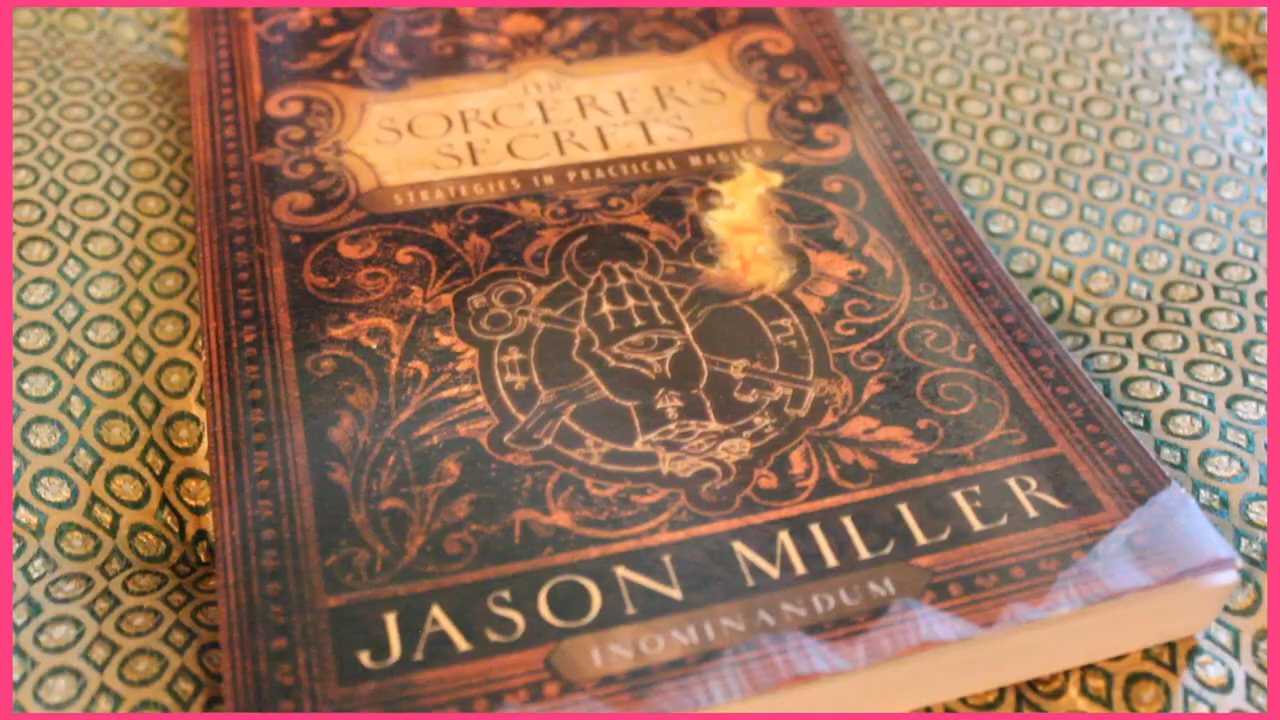 THE
SORCERER'S
SECRETS
STRATEGIES IN PRACTICAL MAGICK
JASON MILLER
INOMINANDUM